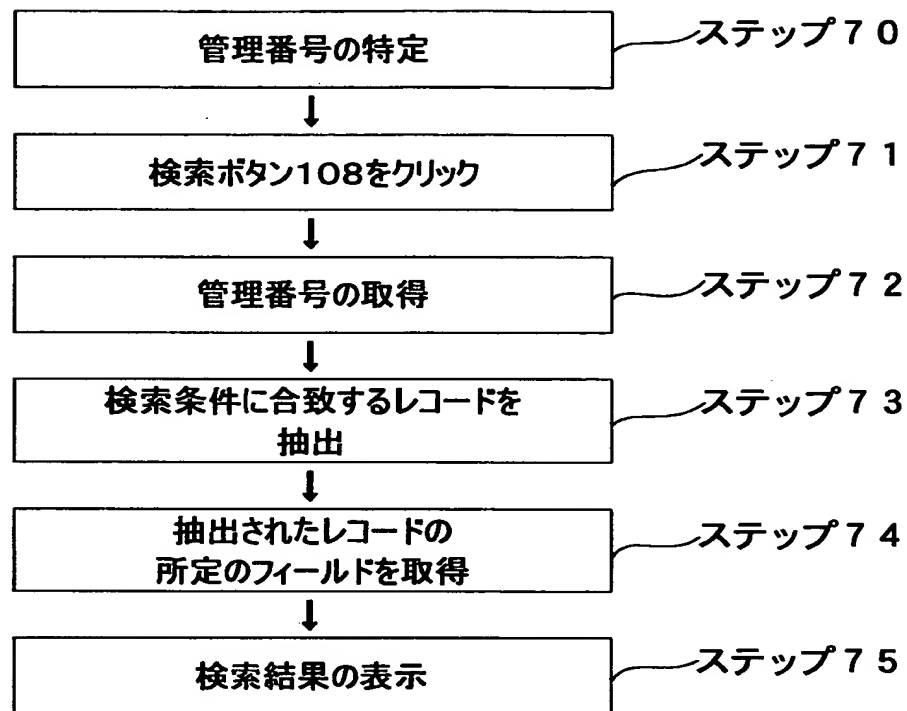 管理番号の特定
ステップ７０
検索ボタン108をクリック
ステップ７１
管理番号の取得
ステップ７２
検索条件に合致するレコードを
抽出
ステップ７３
抽出されたレコードの
所定のフィールドを取得
ステップ７４
検索結果の表示
ステップ７５